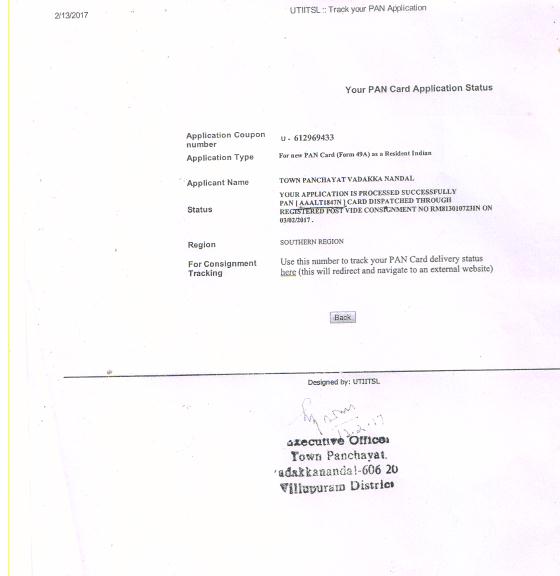 2/13/2017
UTIITSL :: Track your PAN Application
Your PAN Card Application Status
Application Coupon number
U - 612969433
Application Type
For new PAN Card (Form 49A) as a Resident Indian
Applicant Name
TOWN PANCHAYAT VADAKKA NANDAL
Status
YOUR APPLICATION IS PROCESSED SUCCESSFULLY
PAN [ AAALT1847N ] CARD DISPATCHED THROUGH
REGISTERED POST VIDE CONSIGNMENT NO RM813010723IN ON
03/02/2017 .
Region
SOUTHERN REGION
For Consignment Tracking
Use this number to track your PAN Card delivery status
here (this will redirect and navigate to an external website)
Back
Designed by: UTIITSL
13.2.17
Executive Officer
Town Panchayat.
adakkanandal-606 20
Villupuram District